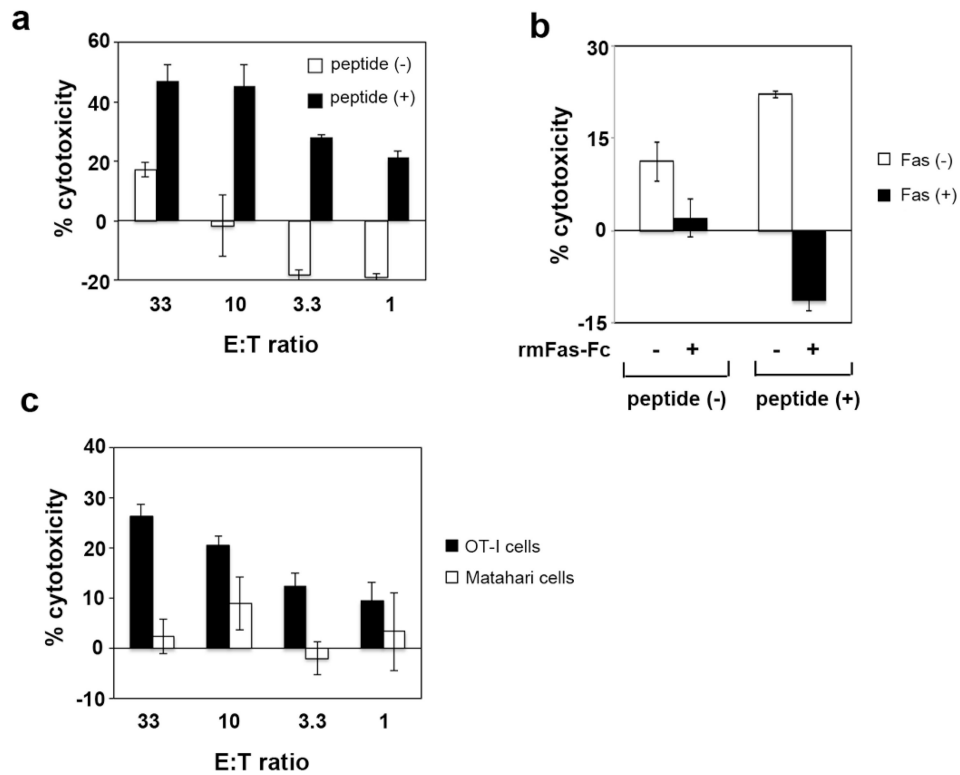 a
60
40
20
0
-20
% cytotoxicity
peptide (-)
peptide (+)
33 10 3.3 1
E:T ratio
b
30
15
0
-15
% cytotoxicity
Fas (-)
Fas (+)
rmFas-Fc - + - +
peptide (-) peptide (+)
c
40
30
20
10
0
-10
% cytotoxicity
OT-I cells
Matahari cells
33 10 3.3 1
E:T ratio